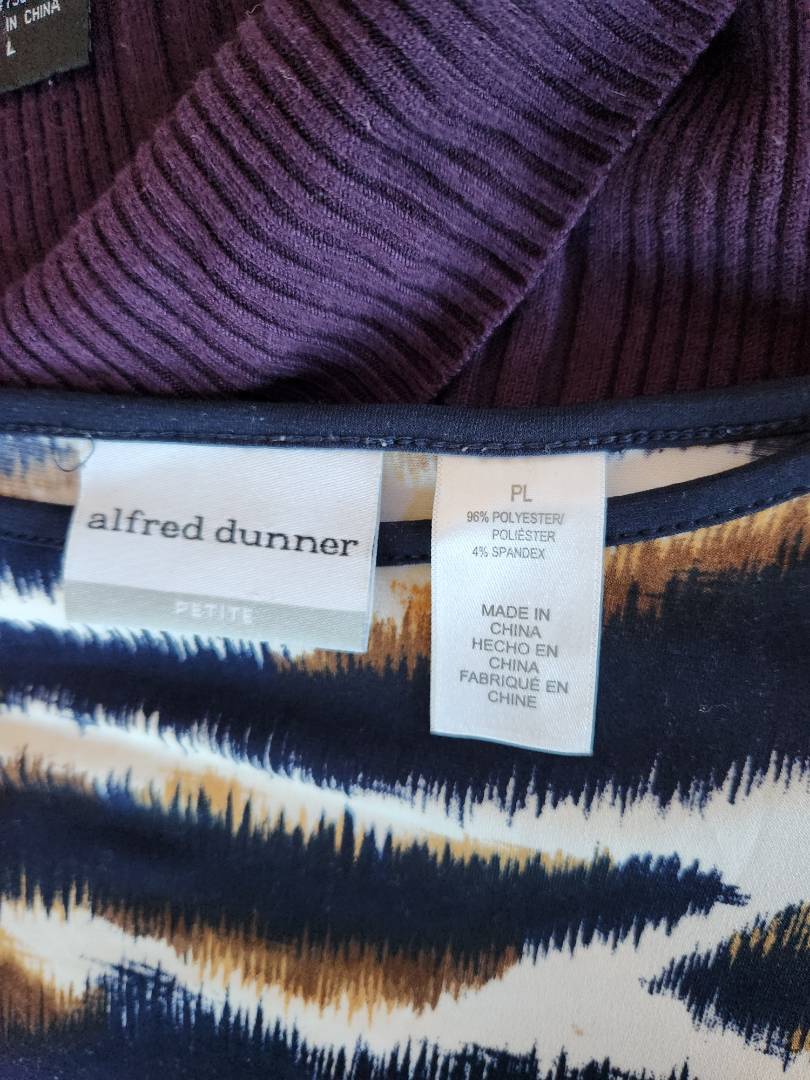 IN CHINA
L
alfred dunner
PETITE
PL
96% POLYESTER/
POLIÉSTER
4% SPANDEX
MADE IN
CHINA
HECHO EN
CHINA
FABRIQUÉ EN
CHINE